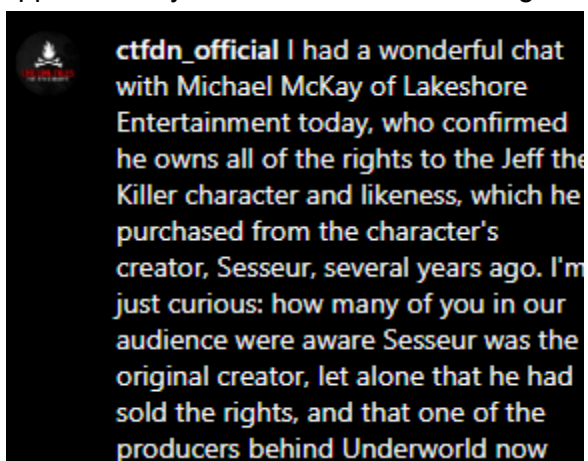 ctfdn_official I had a wonderful chat
with Michael McKay of Lakeshore
Entertainment today, who confirmed
he owns all of the rights to the Jeff the
Killer character and likeness, which he
purchased from the character's
creator, Sesseur, several years ago. I'm
just curious: how many of you in our
audience were aware Sesseur was the
original creator, let alone that he had
sold the rights, and that one of the
producers behind Underworld now